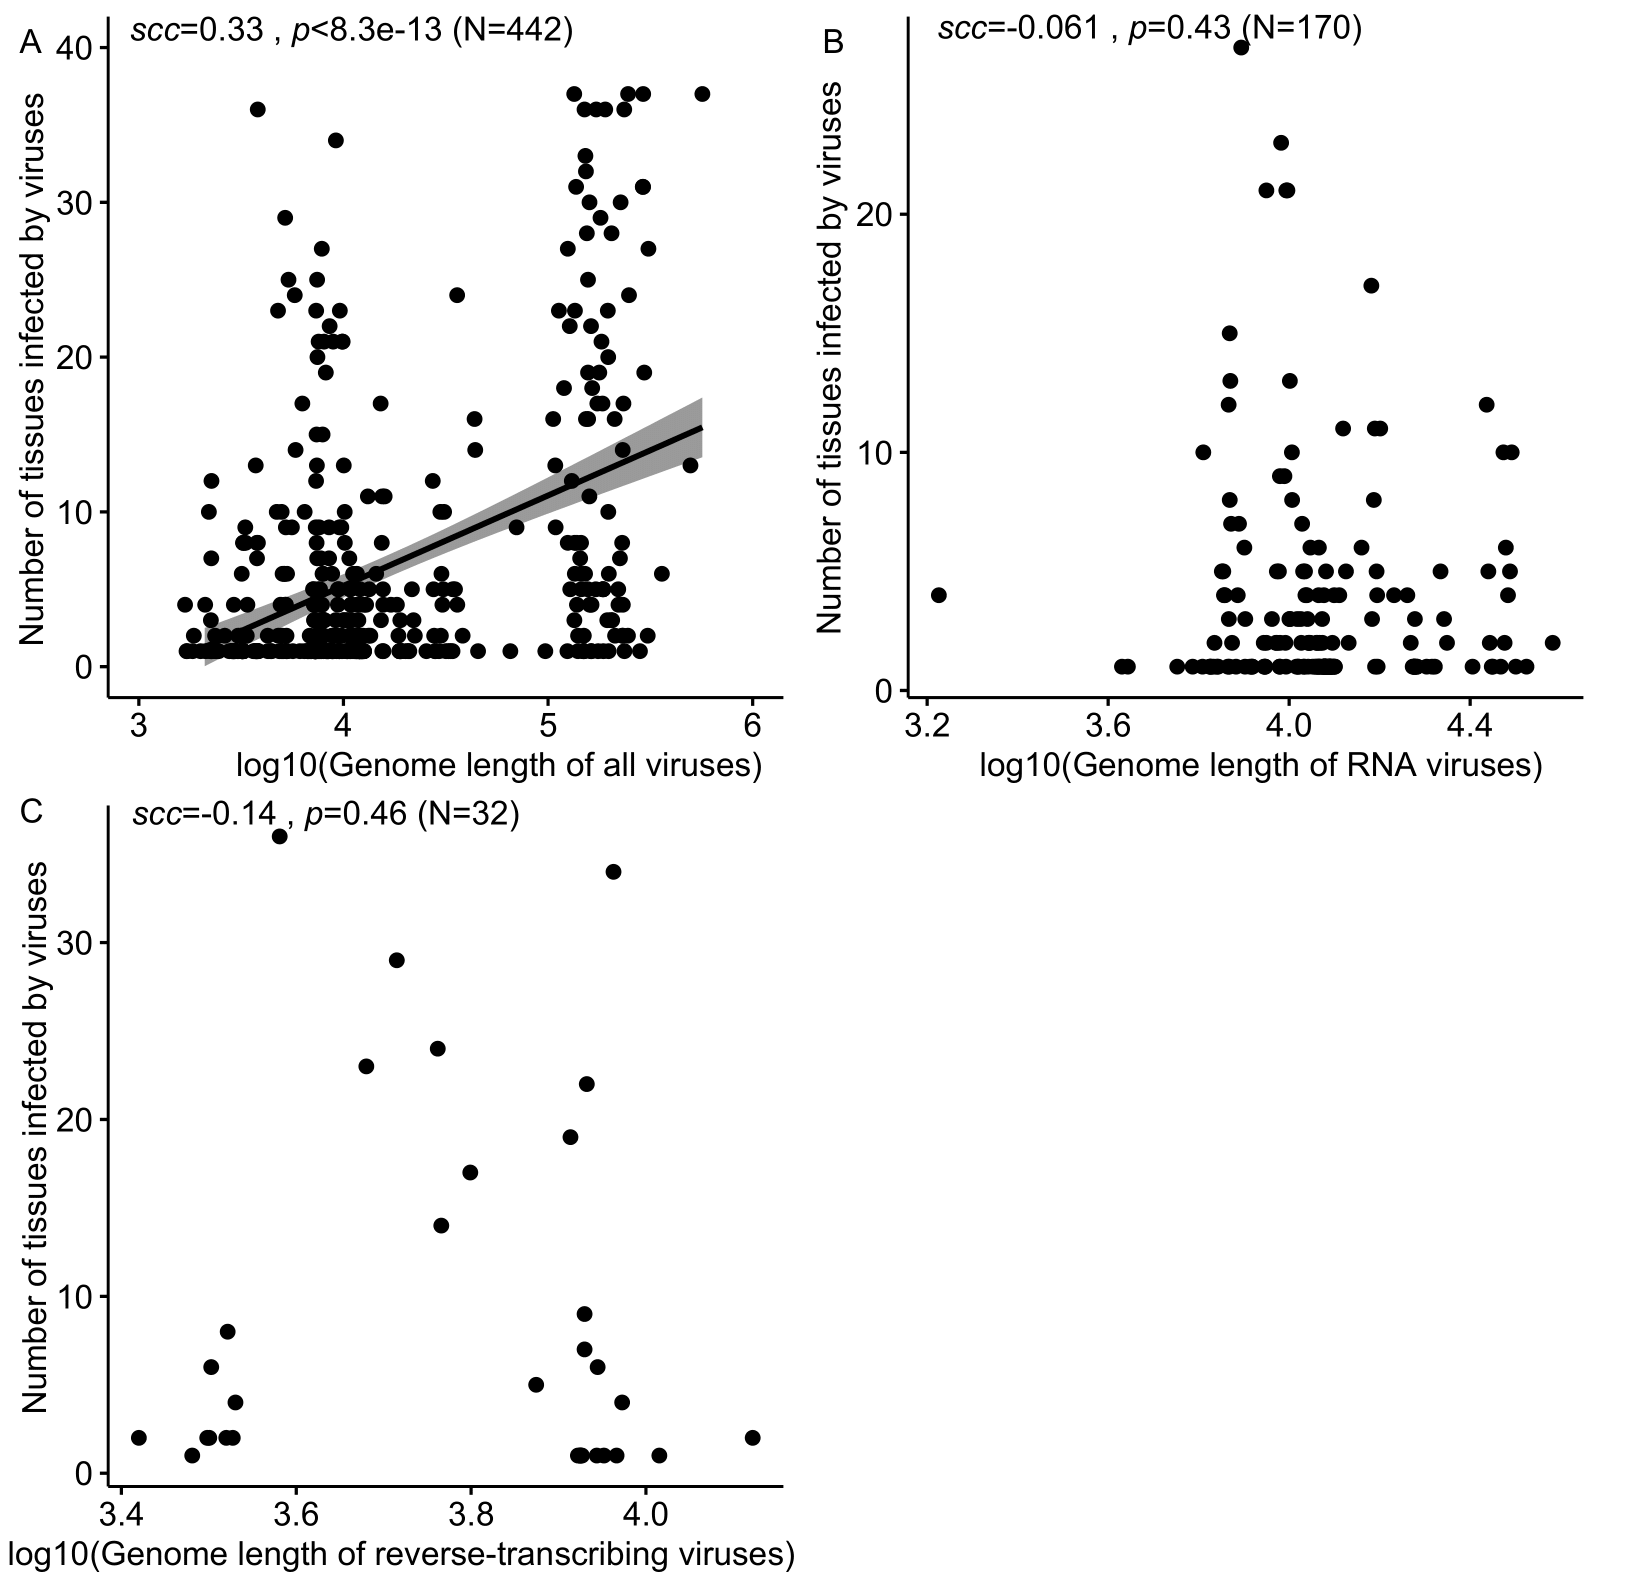 A
scc=0.33 , p<8.3e-13 (N=442)
Number of tissues infected by viruses
40
30
20
10
0
3 4 5 6
log10(Genome length of all viruses)
B
scc=-0.061 , p=0.43 (N=170)
Number of tissues infected by viruses
20
10
0
3.2 3.6 4.0 4.4
log10(Genome length of RNA viruses)
C
scc=-0.14 , p=0.46 (N=32)
Number of tissues infected by viruses
30
20
10
0
3.4 3.6 3.8 4.0
log10(Genome length of reverse-transcribing viruses)